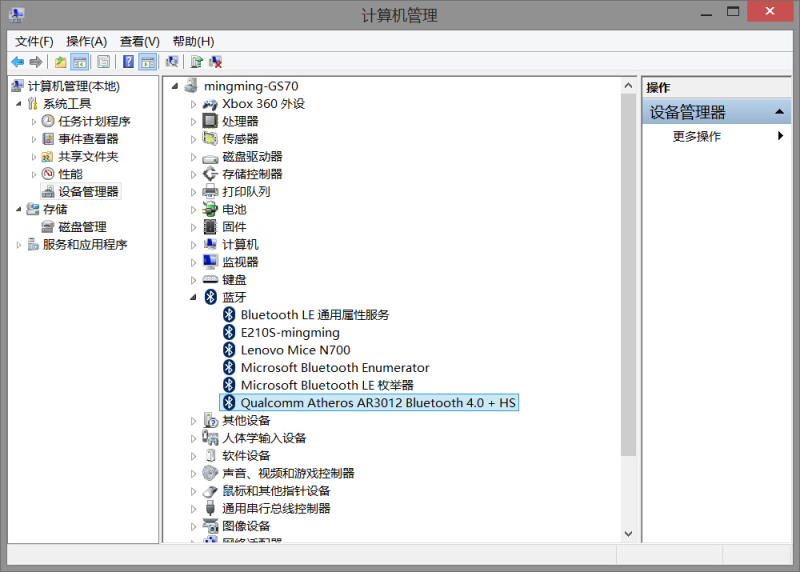 计算机管理
文件(F) 操作(A) 查看(V) 帮助(H)
计算机管理(本地)
系统工具
任务计划程序
事件查看器
共享文件夹
性能
设备管理器
存储
磁盘管理
服务和应用程序
mingming-GS70
Xbox 360 外设
处理器
传感器
磁盘驱动器
存储控制器
打印队列
电池
固件
计算机
监视器
键盘
蓝牙
Bluetooth LE 通用属性服务
E210S-mingming
Lenovo Mice N700
Microsoft Bluetooth Enumerator
Microsoft Bluetooth LE 枚举器
Qualcomm Atheros AR3012 Bluetooth 4.0 + HS
其他设备
人体学输入设备
软件设备
声音、视频和游戏控制器
鼠标和其他指针设备
通用串行总线控制器
图像设备
网络适配器
操作
设备管理器
更多操作